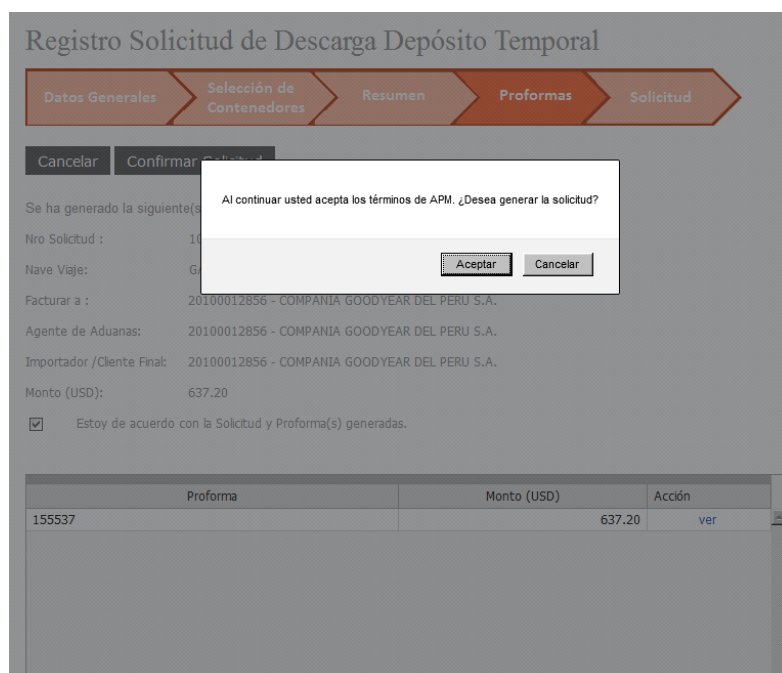 Registro Solicitud de Descarga Depósito Temporal
Datos Generales
Selección de
Contenedores
Resumen
Proformas
Solicitud
Cancelar
Confirmar Solicitud
Al continuar usted acepta los términos de APM. ¿Desea generar la solicitud?
Aceptar
Cancelar
Se ha generado la siguiente(s
Nro Solicitud : 10
Nave Viaje:
Facturar a : 20100012856 - COMPANIA GOODYEAR DEL PERU S.A.
Agente de Aduanas: 20100012856 - COMPANIA GOODYEAR DEL PERU S.A.
Importador /Cliente Final: 20100012856 - COMPANIA GOODYEAR DEL PERU S.A.
Monto (USD): 637.20
Estoy de acuerdo con la Solicitud y Proforma(s) generadas.
Proforma Monto (USD) Acción
155537 637.20 ver